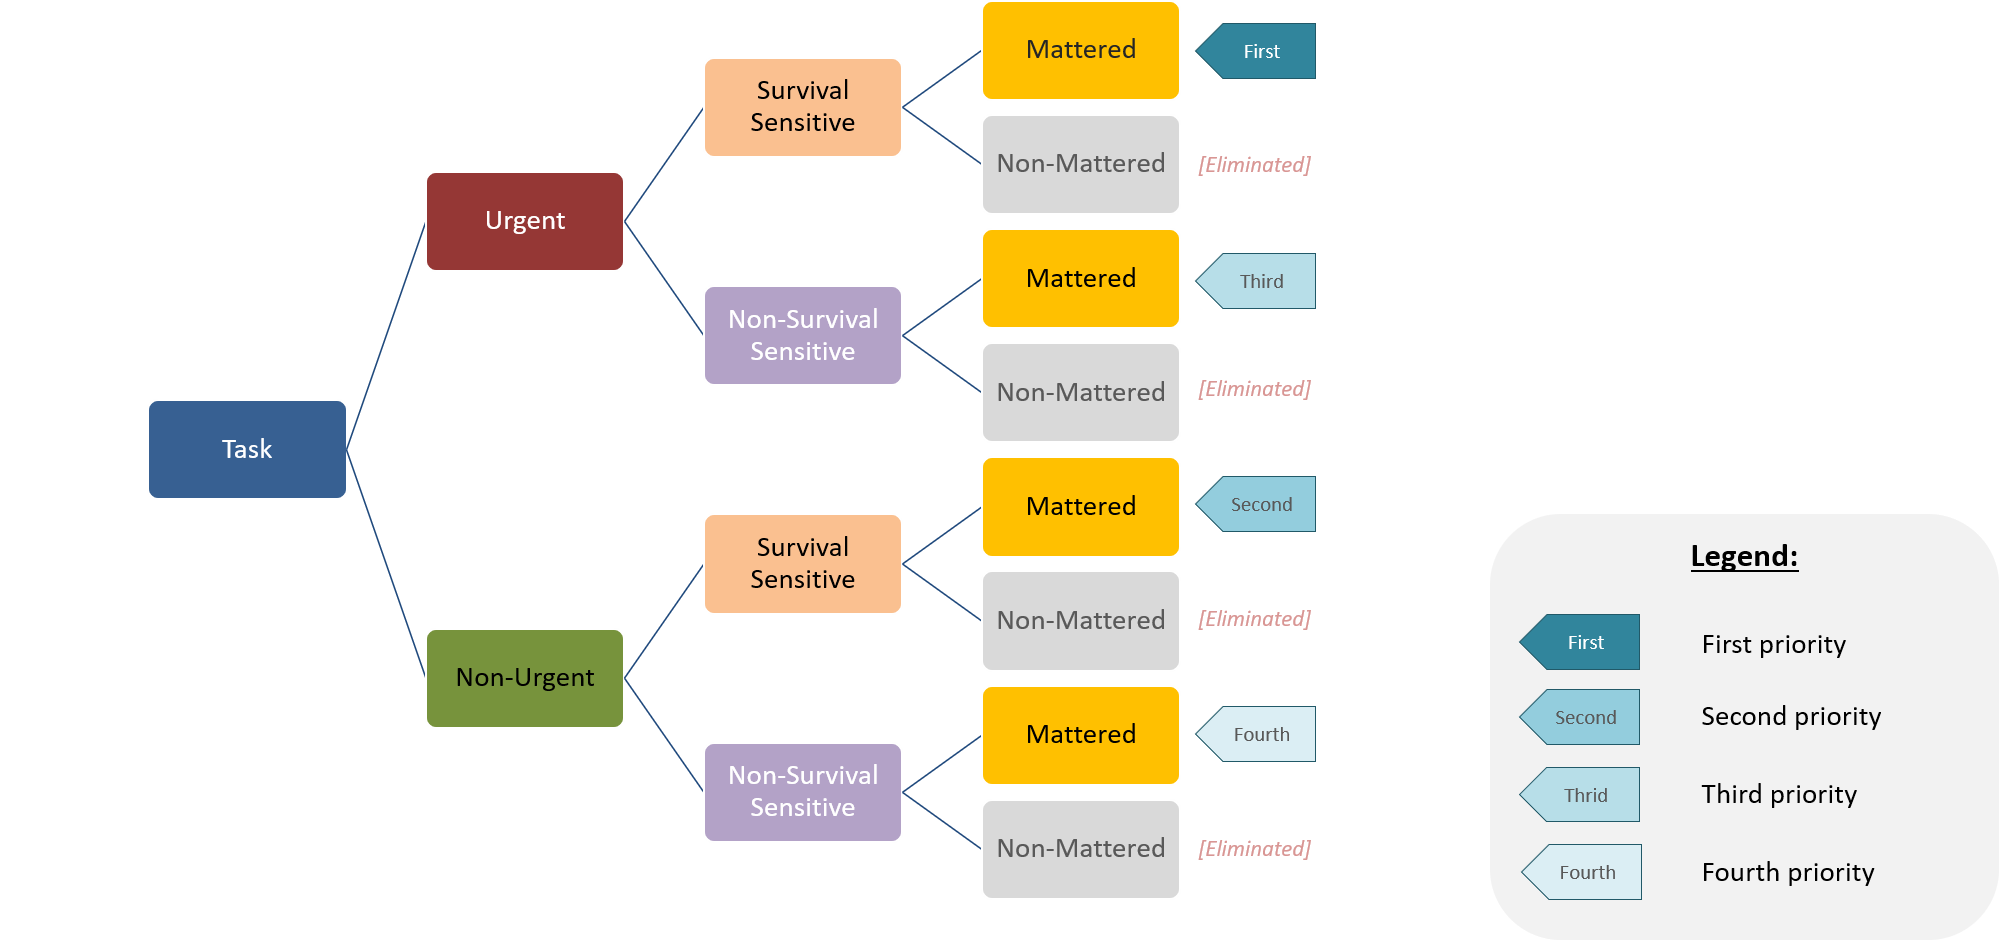 Task
Urgent
Non-Urgent
Survival
Sensitive
Non-Survival
Sensitive
Survival
Sensitive
Non-Survival
Sensitive
Mattered
First
Non-Mattered
[Eliminated]
Mattered
Third
Non-Mattered
[Eliminated]
Mattered
Second
Non-Mattered
[Eliminated]
Mattered
Fourth
Non-Mattered
[Eliminated]
Legend:
First
First priority
Second
Second priority
Thrid
Third priority
Fourth
Fourth priority